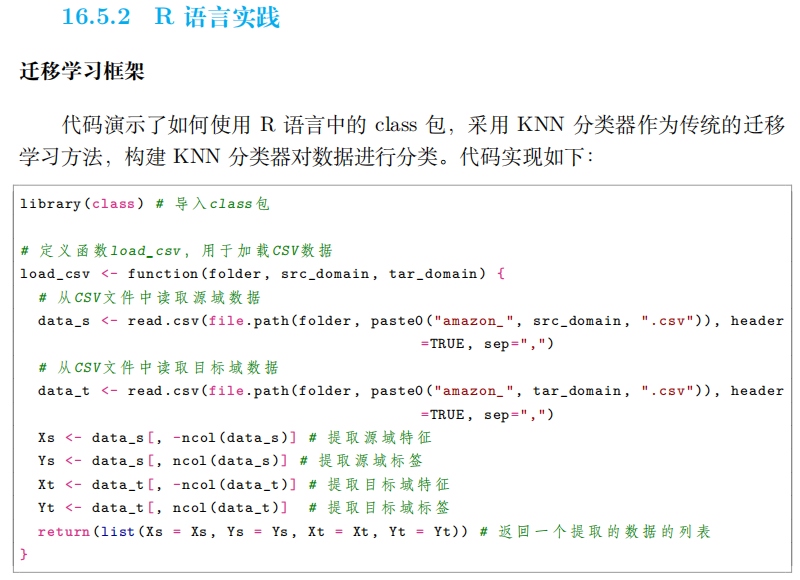 16.5.2 R 语言实践
迁移学习框架
代码演示了如何使用 R 语言中的 class 包，采用 KNN 分类器作为传统的迁移
学习方法，构建 KNN 分类器对数据进行分类。代码实现如下：
library(class) # 导入class包
# 定义函数load_csv，用于加载CSV数据
load_csv <- function(folder, src_domain, tar_domain) {
  # 从CSV文件中读取源域数据
  data_s <- read.csv(file.path(folder, paste0("amazon_", src_domain, ".csv")), header
=TRUE, sep=",")
  # 从CSV文件中读取目标域数据
  data_t <- read.csv(file.path(folder, paste0("amazon_", tar_domain, ".csv")), header
=TRUE, sep=",")
  Xs <- data_s[, -ncol(data_s)] # 提取源域特征
  Ys <- data_s[, ncol(data_s)] # 提取源域标签
  Xt <- data_t[, -ncol(data_t)] # 提取目标域特征
  Yt <- data_t[, ncol(data_t)]  # 提取目标域标签
  return(list(Xs = Xs, Ys = Ys, Xt = Xt, Yt = Yt)) # 返回一个提取的数据的列表
}